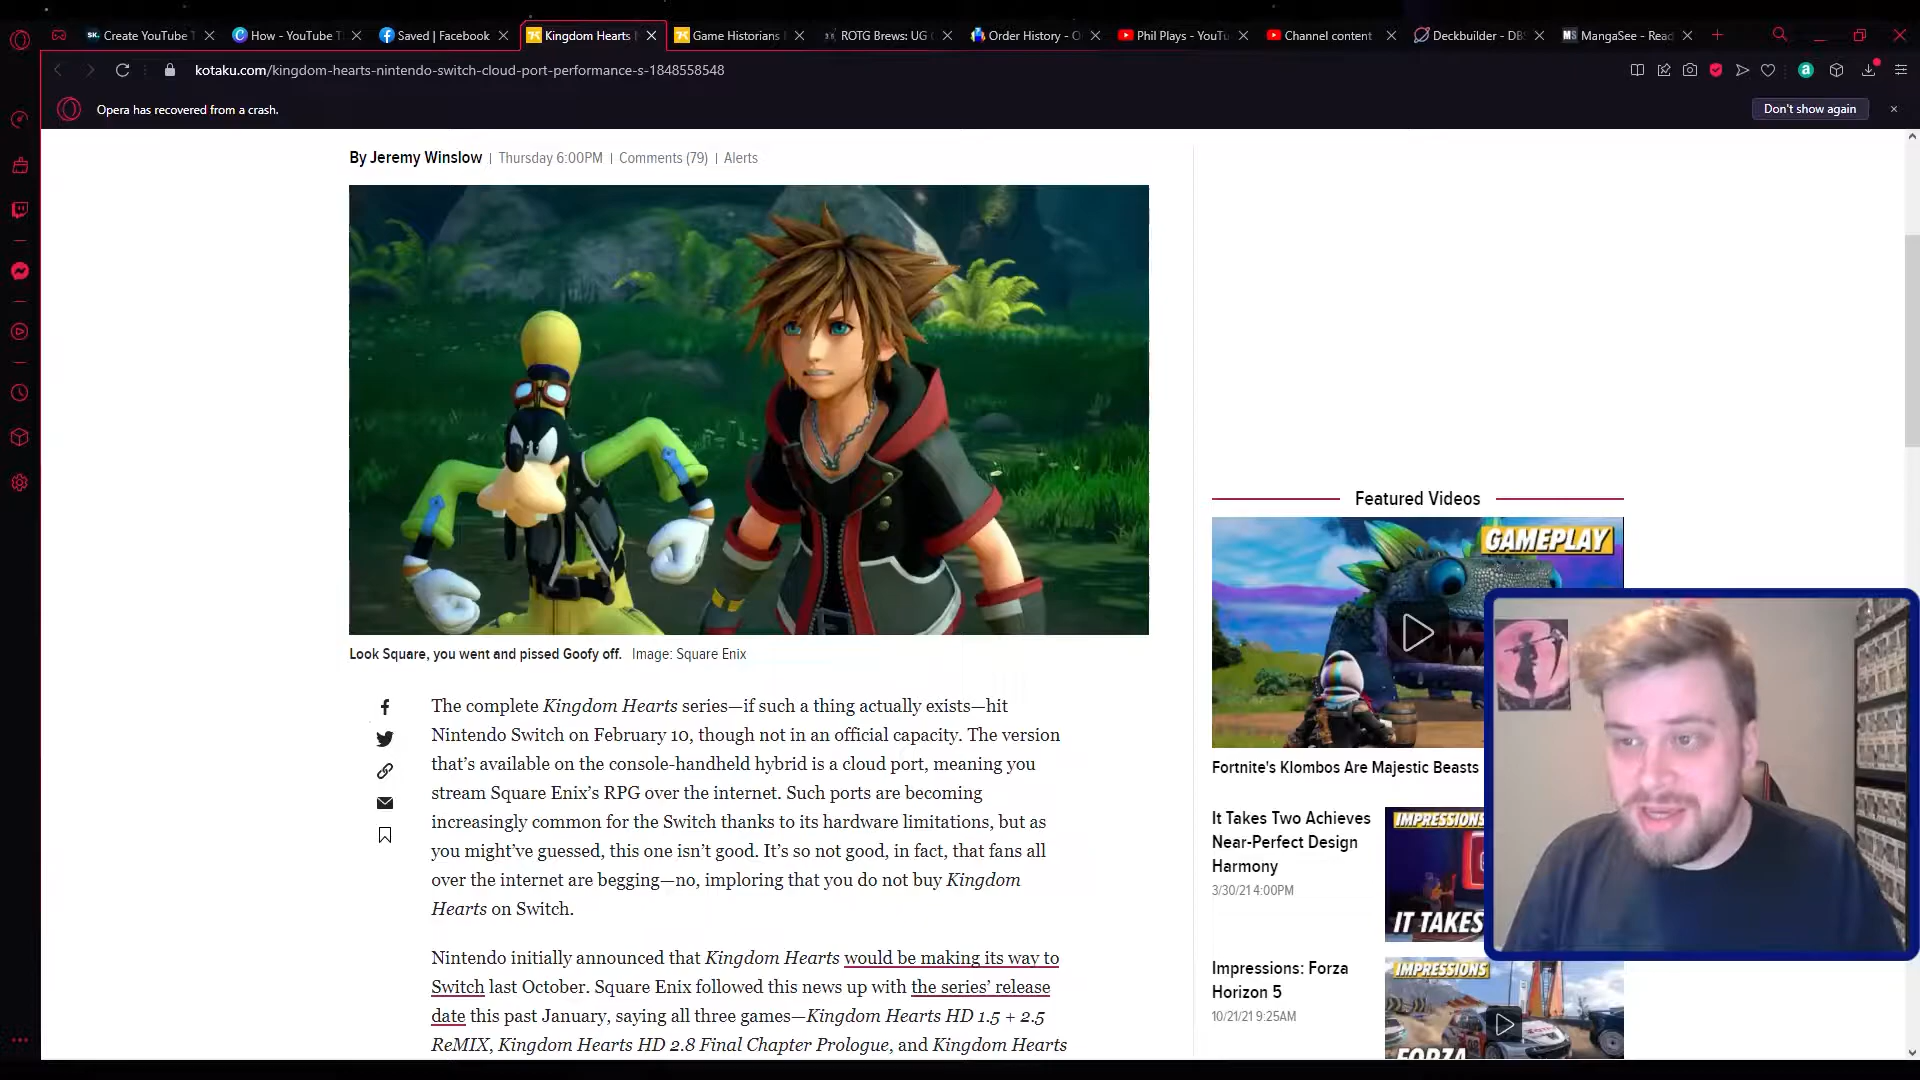 Create YouTube T
How - YouTube T
Saved | Facebook
Kingdom Hearts
Game Historians
ROTG Brews: UG
Order History - O
Phil Plays - YouTu
Channel content
Deckbuilder - DBS
MangaSee - Read
kotaku.com/kingdom-hearts-nintendo-switch-cloud-port-performance-s-1848558548
Opera has recovered from a crash.
Don't show again
By Jeremy Winslow | Thursday 6:00PM | Comments (79) | Alerts
Look Square, you went and pissed Goofy off. Image: Square Enix
The complete Kingdom Hearts series—if such a thing actually exists—hit
Nintendo Switch on February 10, though not in an official capacity. The version
that's available on the console-handheld hybrid is a cloud port, meaning you
stream Square Enix's RPG over the internet. Such ports are becoming
increasingly common for the Switch thanks to its hardware limitations, but as
you might've guessed, this one isn't good. It's so not good, in fact, that fans all
over the internet are begging—no, imploring that you do not buy Kingdom
Hearts on Switch.
Nintendo initially announced that Kingdom Hearts would be making its way to
Switch last October. Square Enix followed this news up with the series' release
date this past January, saying all three games—Kingdom Hearts HD 1.5 + 2.5
ReMIX, Kingdom Hearts HD 2.8 Final Chapter Prologue, and Kingdom Hearts
Featured Videos
GAMEPLAY
Fortnite's Klombos Are Majestic Beasts
It Takes Two Achieves
Near-Perfect Design
Harmony
3/30/21 4:00PM
IMPRESSIONS
IT TAKES
Impressions: Forza
Horizon 5
10/21/21 9:25AM
IMPRESSIONS
FORZA